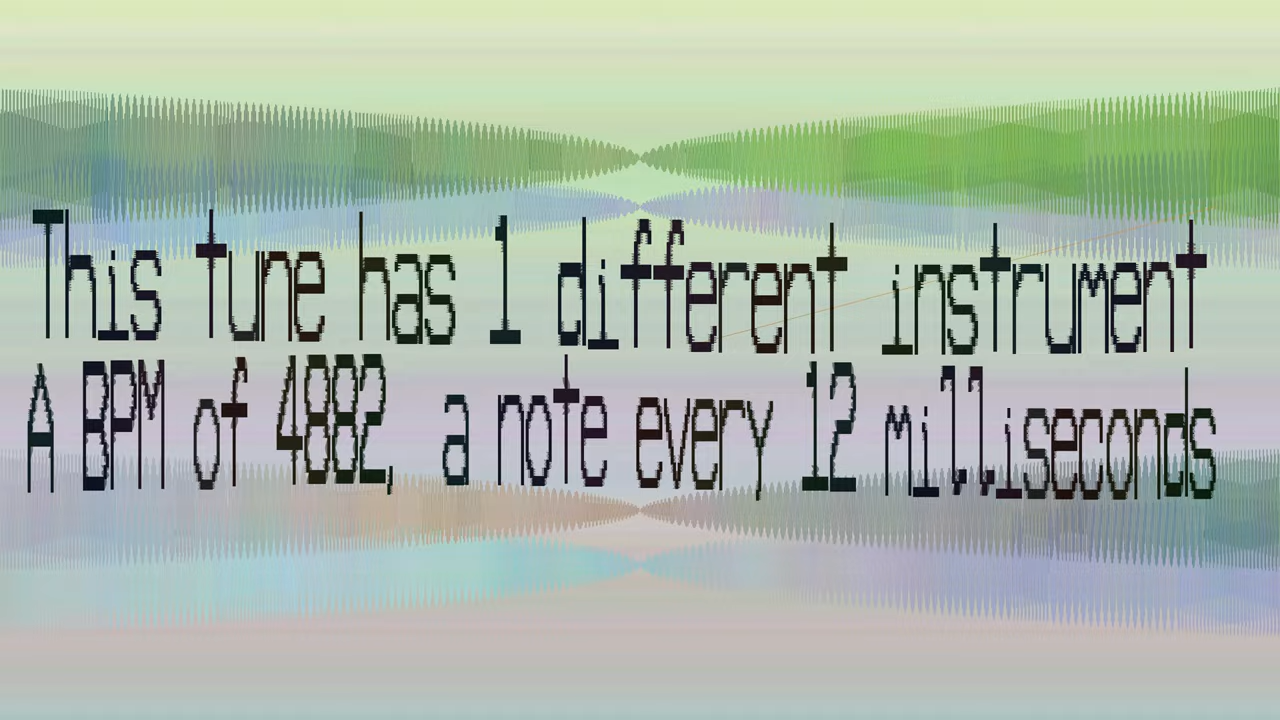 This tune has 1 different instrument
A BPM of 4882, a note every 12 milliseconds